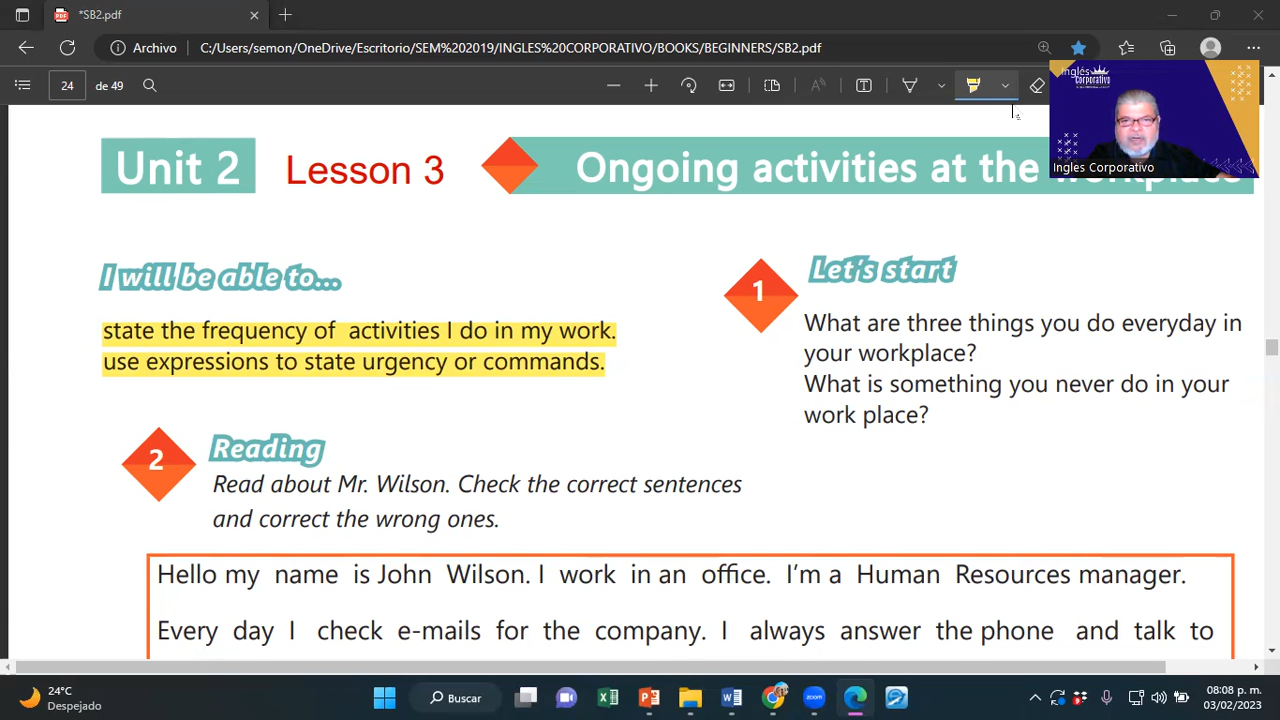 *SB2.pdf
Archivo
C:/Users/semon/OneDrive/Escritorio/SEM%202019/INGLES%20CORPORATIVO/BOOKS/BEGINNERS/SB2.pdf
24
de 49
Inglés
corporativo
Ingles Corporativo
Unit 2
Lesson 3
Ongoing activities at the workplace
I will be able to...
state the frequency of activities I do in my work.
use expressions to state urgency or commands.
1
Let's start
What are three things you do everyday in
your workplace?
What is something you never do in your
work place?
2
Reading
Read about Mr. Wilson. Check the correct sentences
and correct the wrong ones.
Hello my name is John Wilson. I work in an office. I'm a Human Resources manager.
Every day I check e-mails for the company. I always answer the phone and talk to
24°C
Despejado
Buscar
08:08 p. m.
03/02/2023